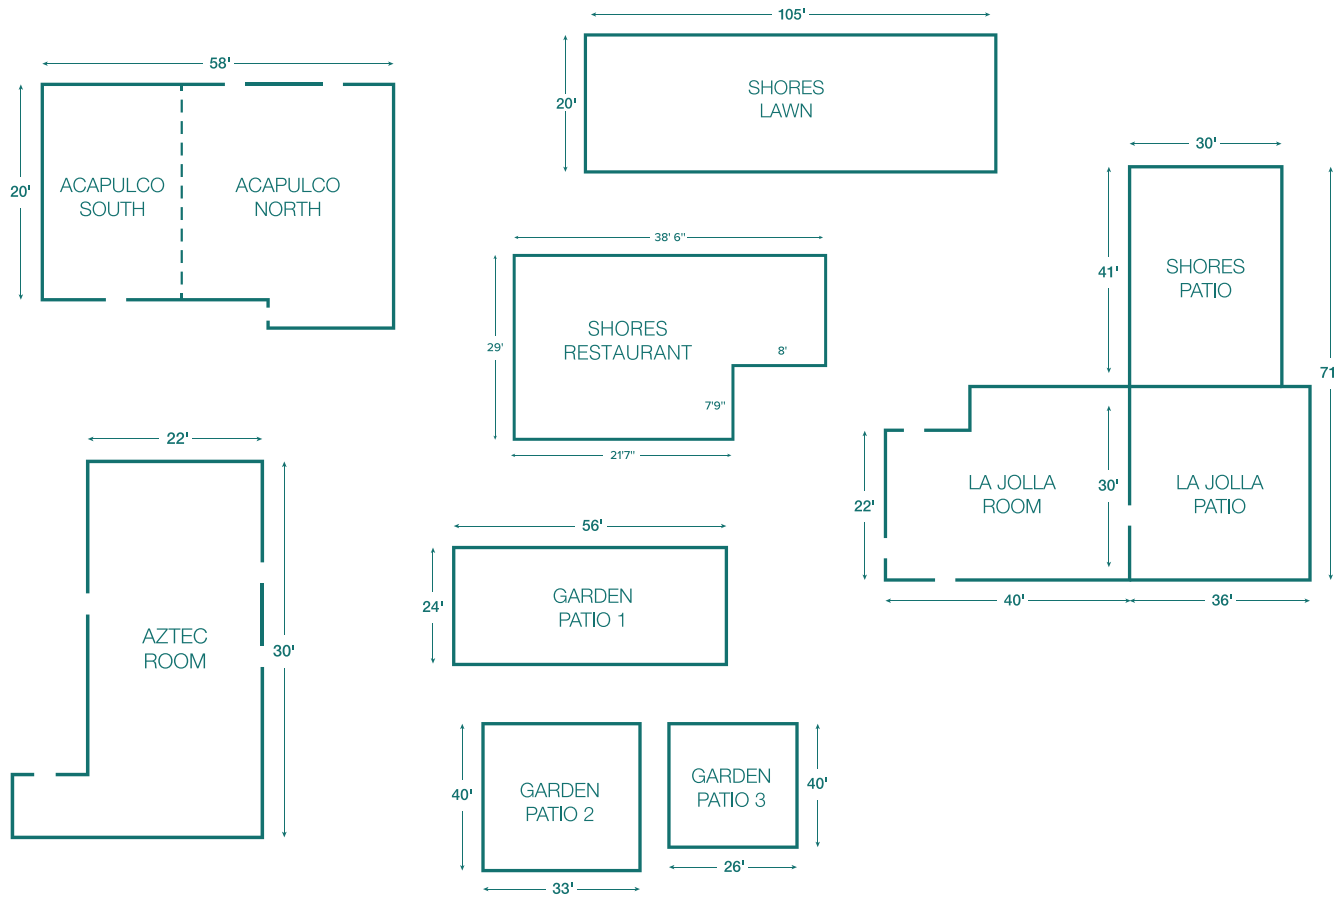 58'
20'
ACAPULCO
SOUTH
ACAPULCO
NORTH
105'
20'
SHORES
LAWN
38' 6"
29'
SHORES
RESTAURANT
8'
7'9"
21'7"
30'
41'
SHORES
PATIO
71
22'
LA JOLLA
ROOM
30'
LA JOLLA
PATIO
40'
36'
22'
AZTEC
ROOM
30'
56'
24'
GARDEN
PATIO 1
40'
GARDEN
PATIO 2
33'
GARDEN
PATIO 3
40'
26'